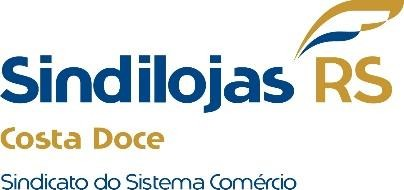 Sindilojas RS
Costa Doce
Sindicato do Sistema Comércio